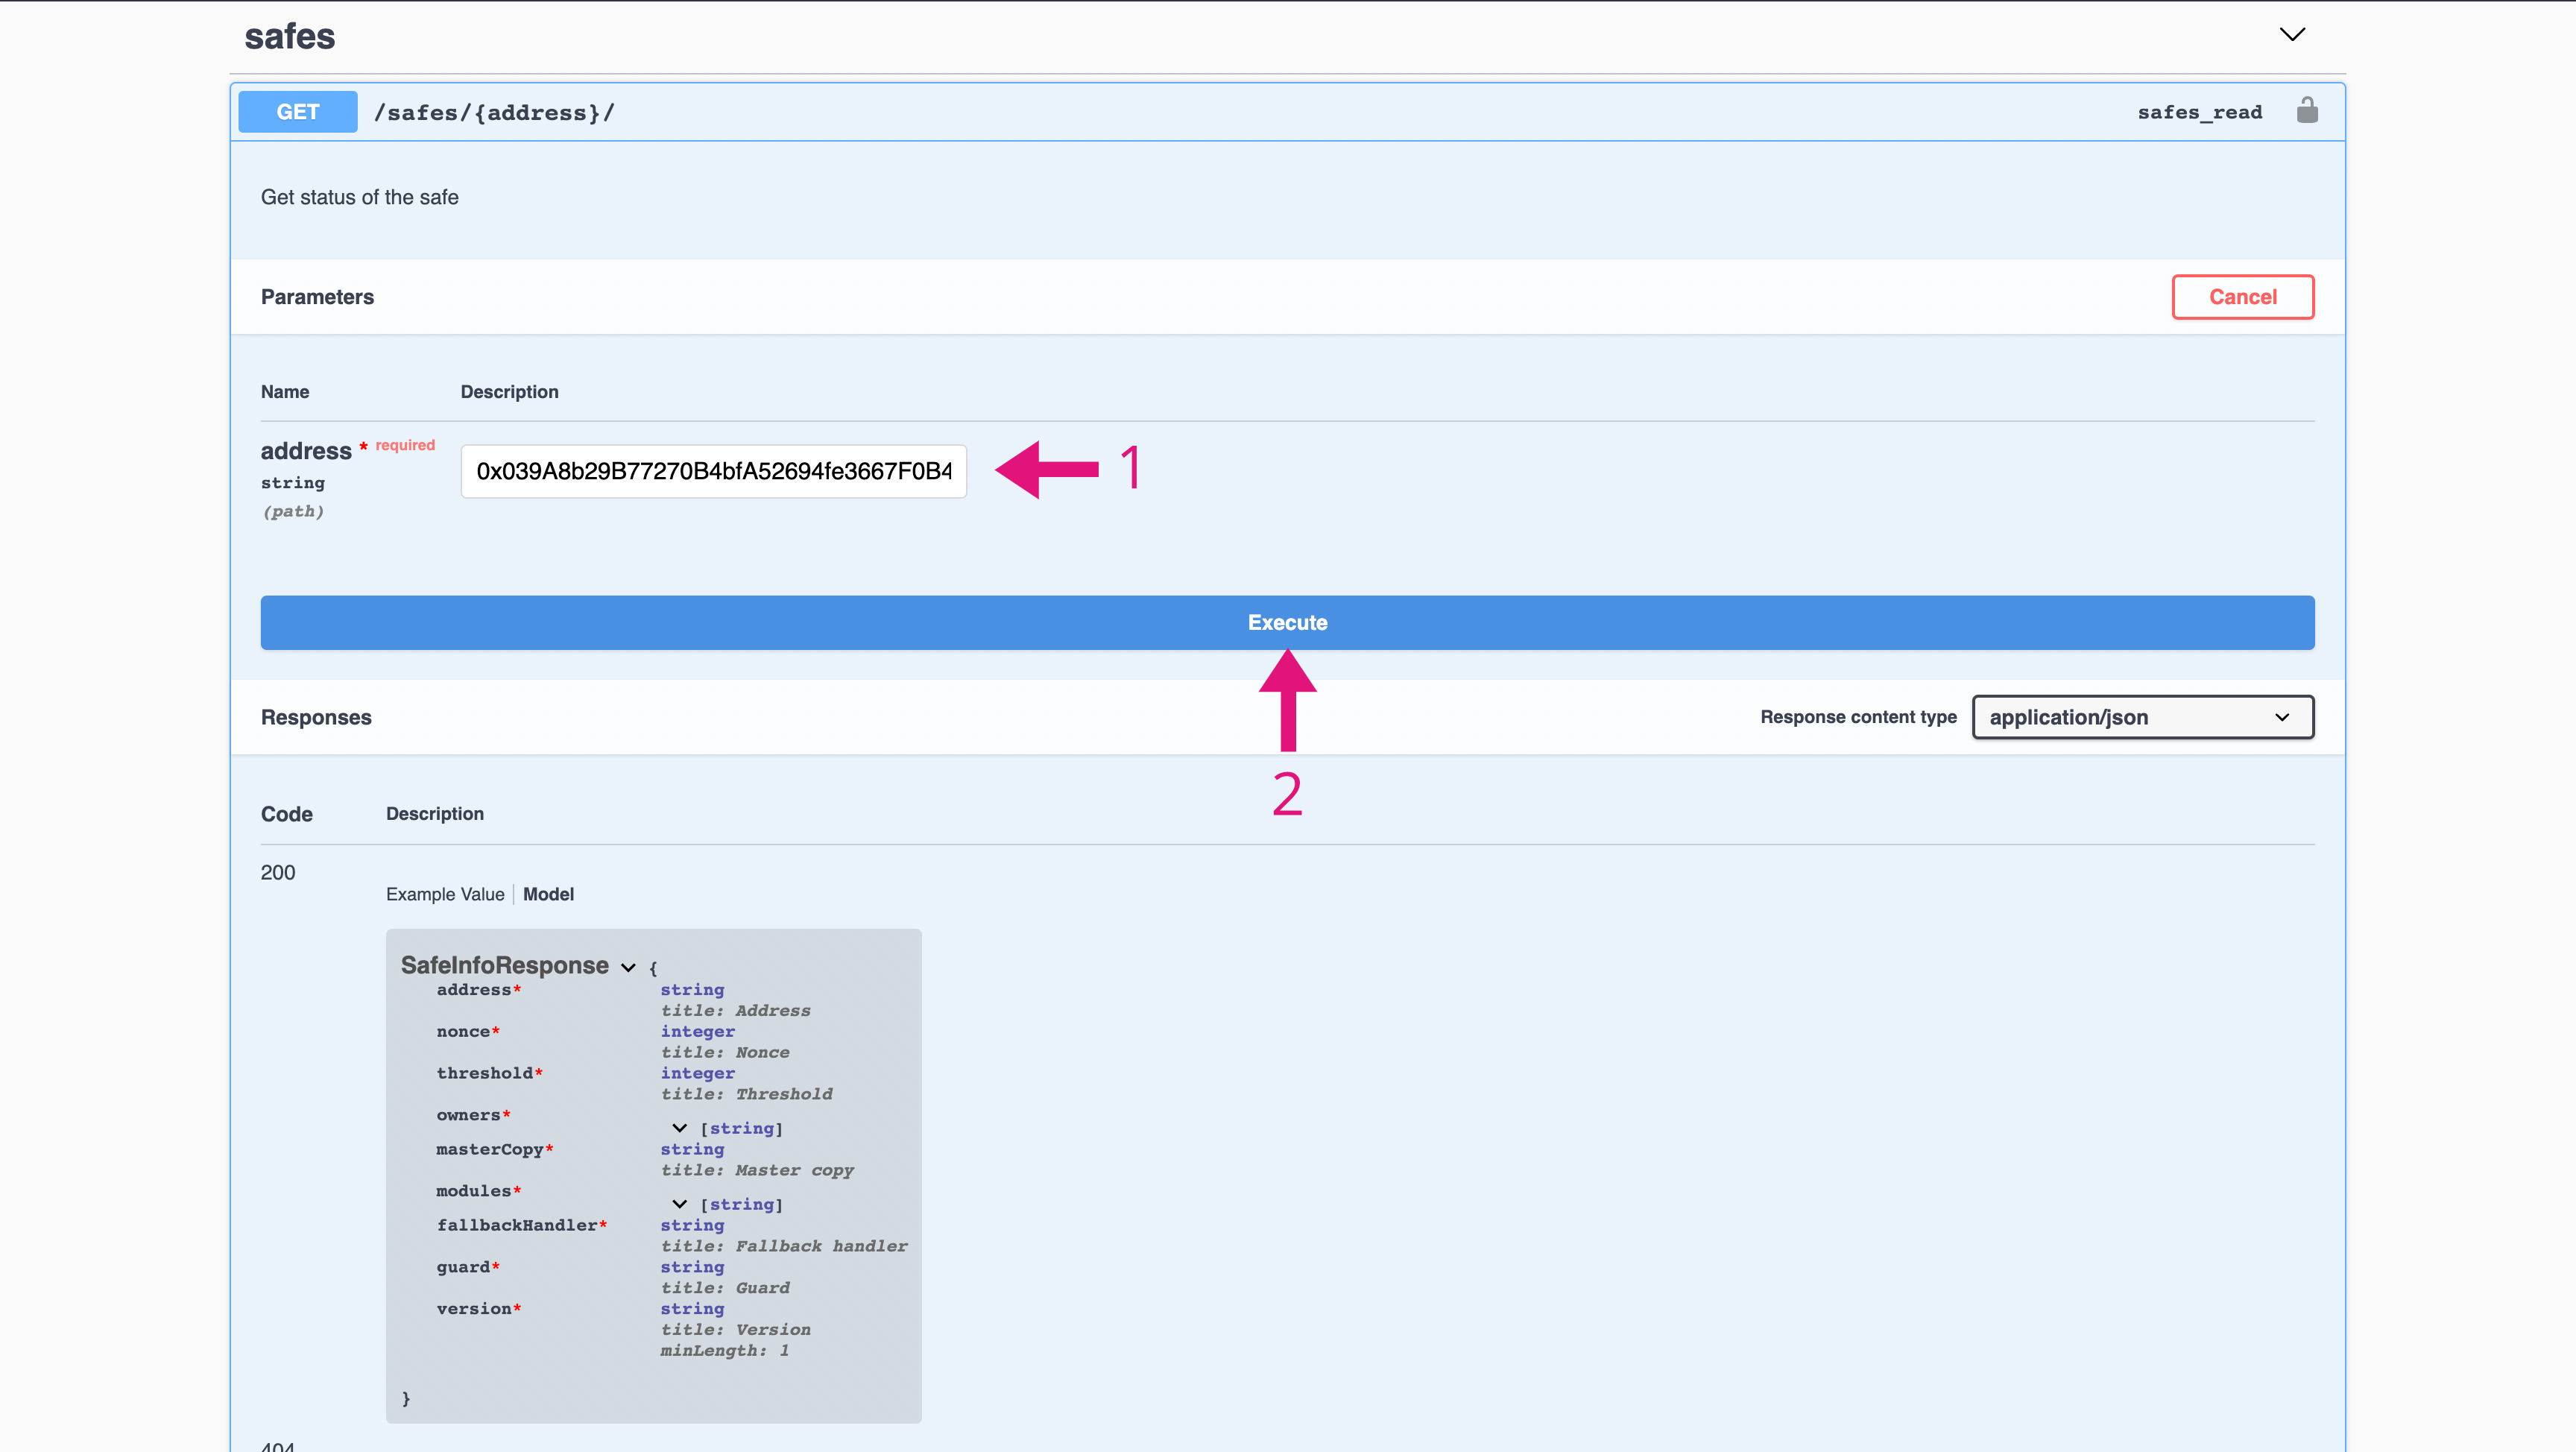 safes
GET /safes/{address}/ safes_read
Get status of the safe
Parameters Cancel
Name Description
address * required
string
(path)
0x039A8b29B77270B4bfA52694fe3667F0B4
1
Execute
2
Responses Response content type application/json
Code Description
200
Example Value | Model
SafeInfoResponse {
address* string
title: Address
nonce* integer
title: Nonce
threshold* integer
title: Threshold
owners*
[string]
masterCopy* string
title: Master copy
modules*
[string]
fallbackHandler* string
title: Fallback handler
guard* string
title: Guard
version* string
title: Version
minLength: 1
}
404